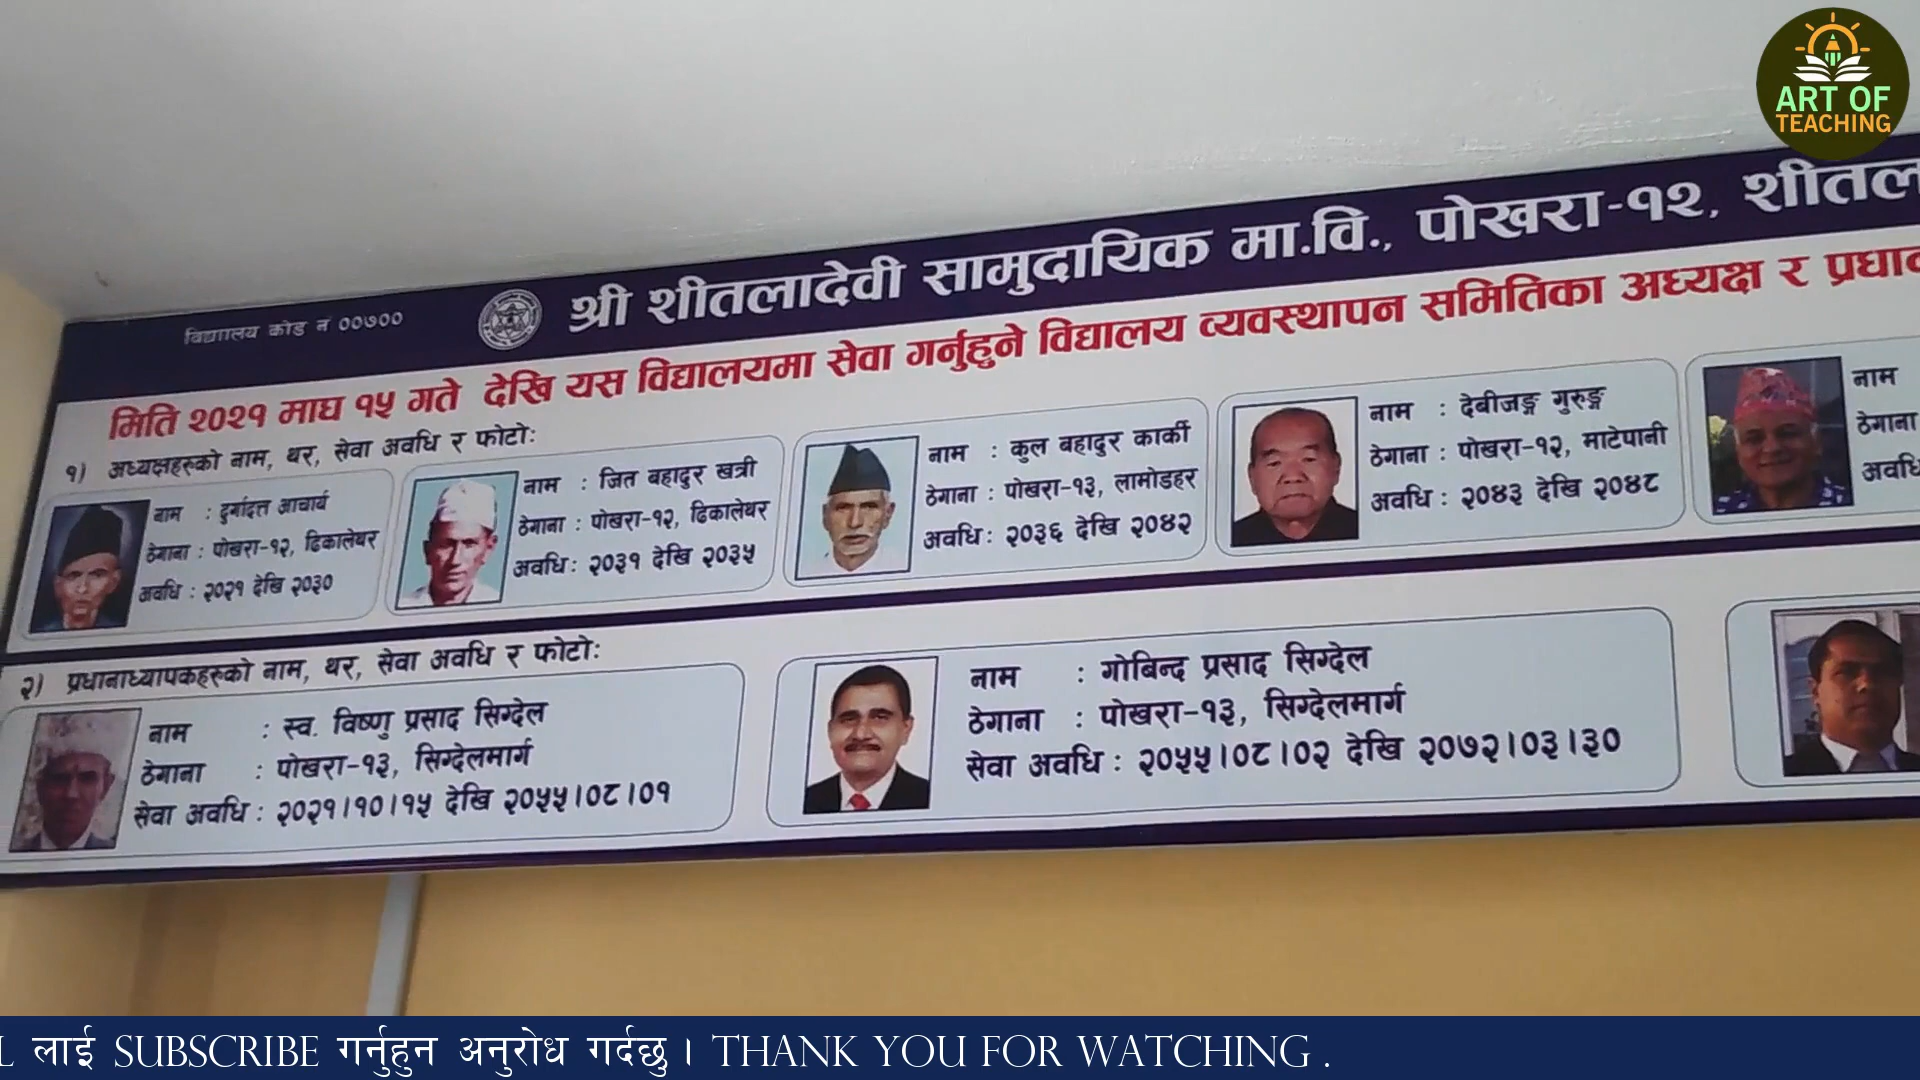 ART OF
TEACHING
विद्यालय कोड नं ००७००
श्री शीतलादेवी सामुदायिक मा.वि., पोखरा-१२,
मिति २०२१ माघ १५ गते देखि यस विद्यालयमा सेवा गर्नुहुने विद्यालय व्यवस्थापन समितिका अध्यक्ष र
१) अध्यक्षहरुको नाम, थर, सेवा अवधि र फोटो:
नाम : दुर्गादत्त आचार्य
ठेगाना : पोखरा-१२, ढिकालेथर
अवधि : २०२१ देखि २०३०
नाम : जित बहादुर खत्री
ठेगाना : पोखरा-१२, ढिकालेथर
अवधि : २०३१ देखि २०३५
नाम : कुल बहादुर कार्की
ठेगाना : पोखरा-१३, लामोडहर
अवधि : २०३६ देखि २०४२
नाम : देबीजङ्ग गुरुङ्ग
ठेगाना : पोखरा-१२, माटेपानी
अवधि : २०४३ देखि २०४८
नाम
ठेगाना
२) प्रधानाध्यापकहरुको नाम, थर, सेवा अवधि र फोटो:
नाम : स्व. विष्णु प्रसाद सिग्देल
ठेगाना : पोखरा-१३, सिग्देलमार्ग
सेवा अवधि : २०२१।१०।१५ देखि २०५५।०८।०१
नाम : गोबिन्द प्रसाद सिग्देल
ठेगाना : पोखरा-१३, सिग्देलमार्ग
सेवा अवधि : २०५५।०८।०२ देखि २०७२।०३।३०
लाई SUBSCRIBE गर्नुहुन अनुरोध गर्दछु । THANK YOU FOR WATCHING .